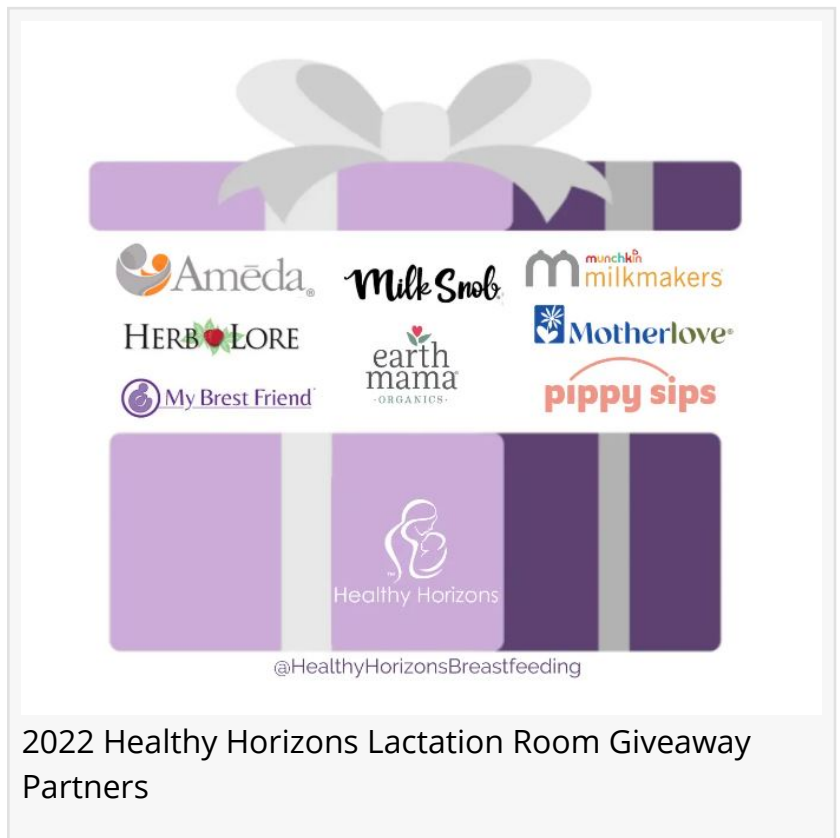 Amēda®
Milk Snob
munchkin
milkmakers®
HERB LORE
Motherlove®
earth
mama®
·ORGANICS·
My Brest Friend
pippy sips
Healthy Horizons
@HealthyHorizonsBreastfeeding
2022 Healthy Horizons Lactation Room Giveaway
Partners